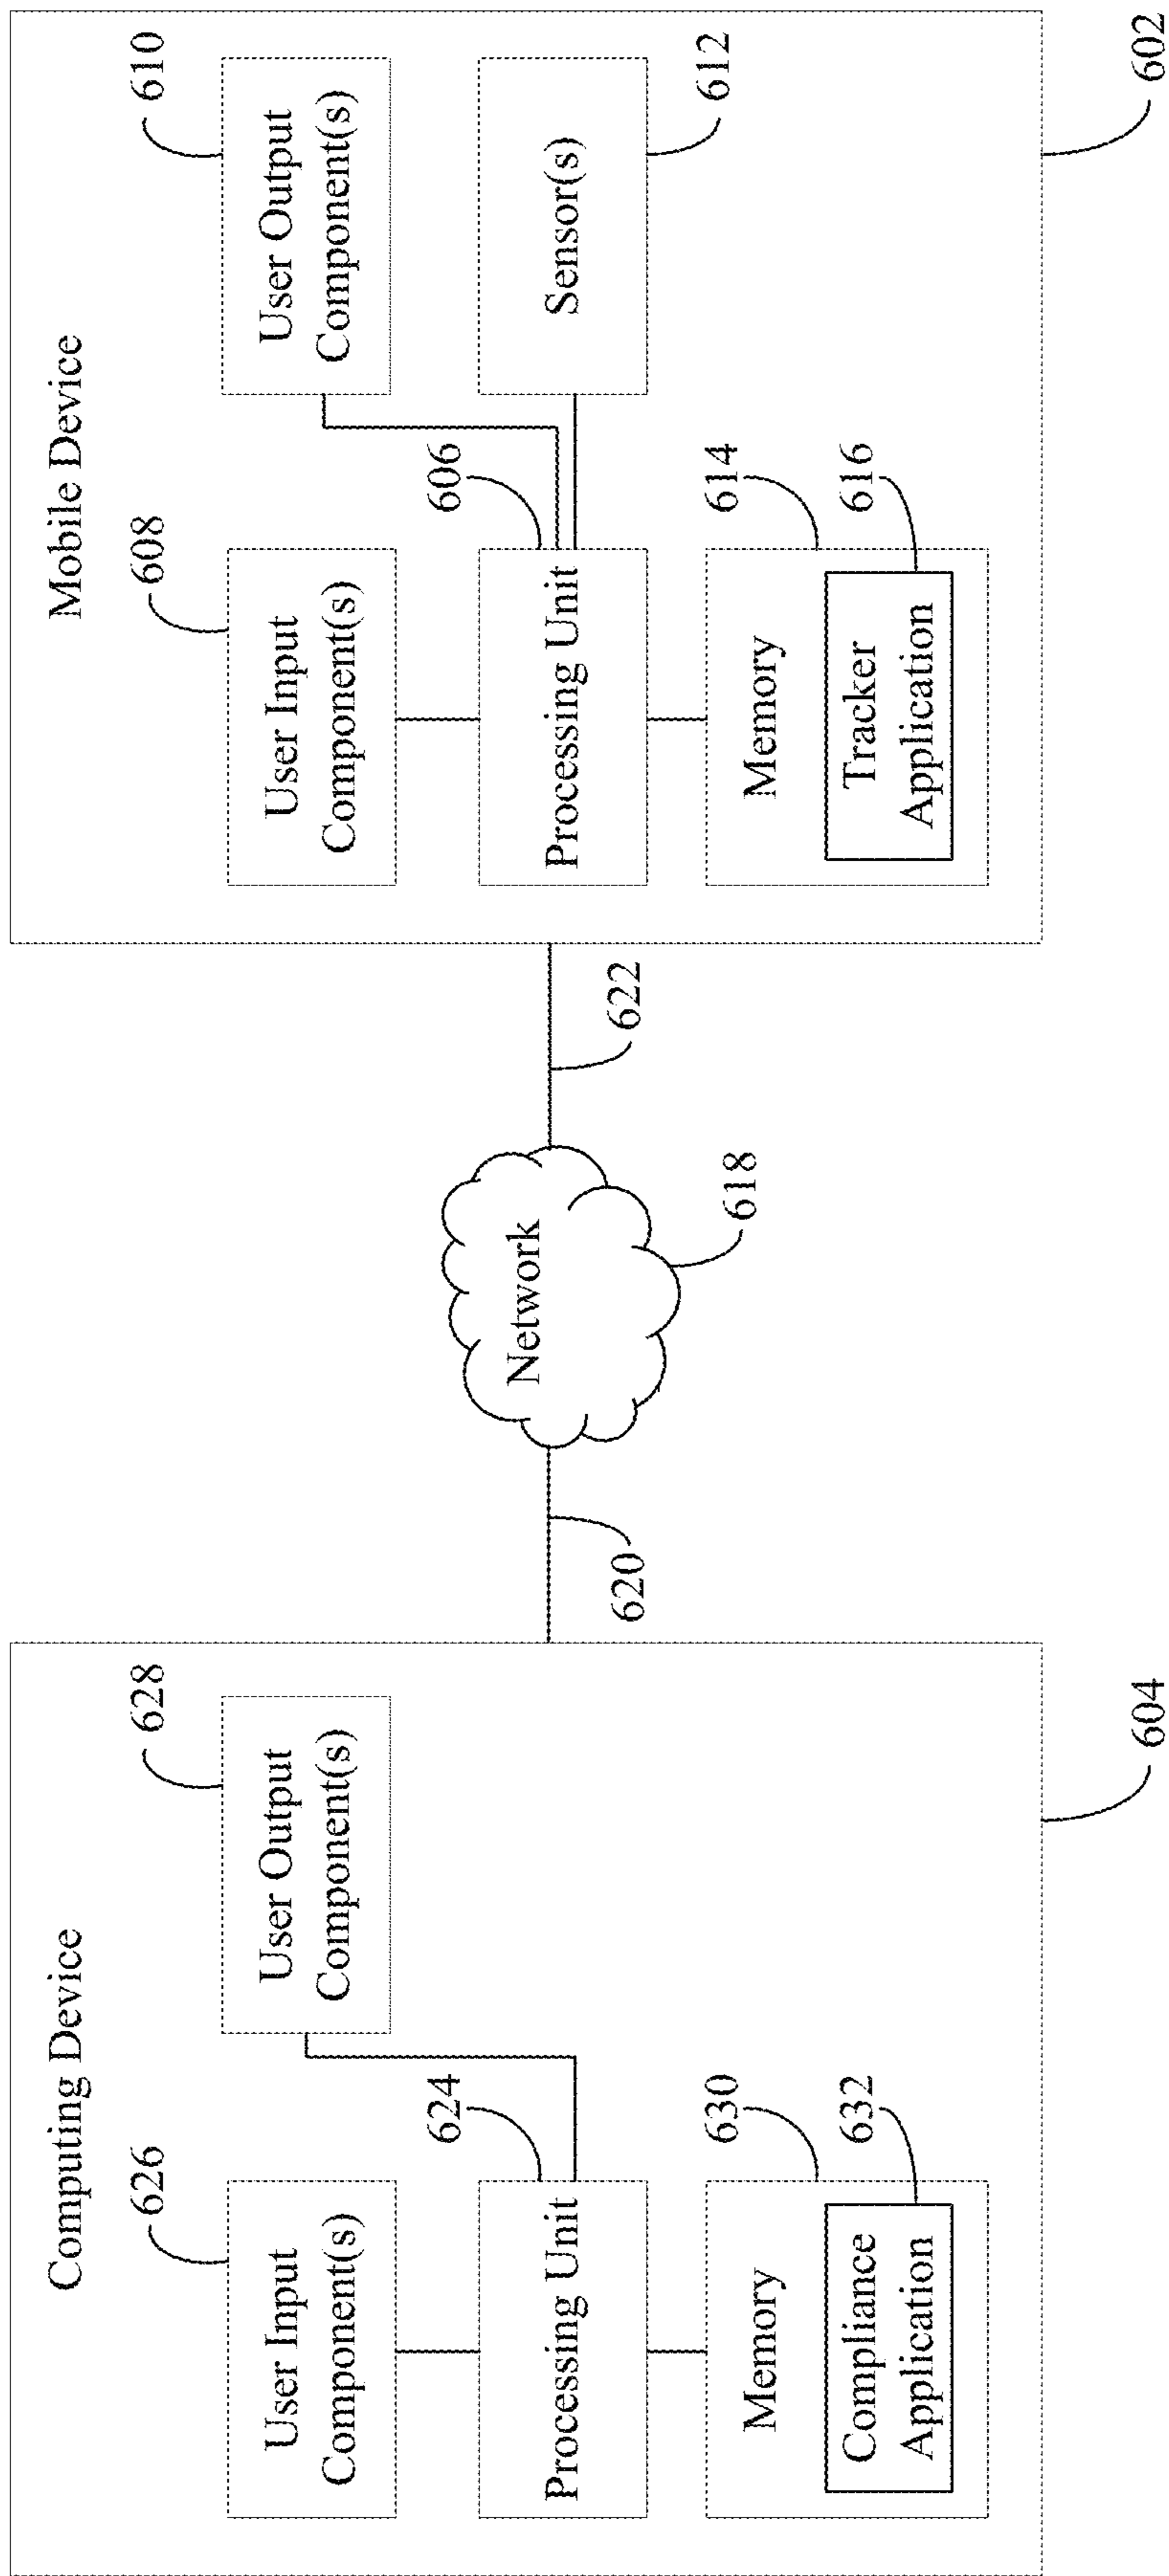 Computing Device
626
User Input
Component(s)
628
User Output
Component(s)
624
Processing Unit
630
Memory
632
Compliance
Application
604
620
Network
618
622
Mobile Device
608
User Input
Component(s)
610
User Output
Component(s)
606
Processing Unit
Sensor(s)
612
614
Memory
616
Tracker
Application
602